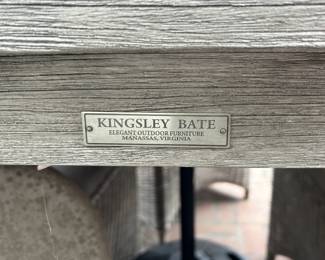 KINGSLEY BATE
ELEGANT OUTDOOR FURNITURE
MANASSAS, VIRGINIA